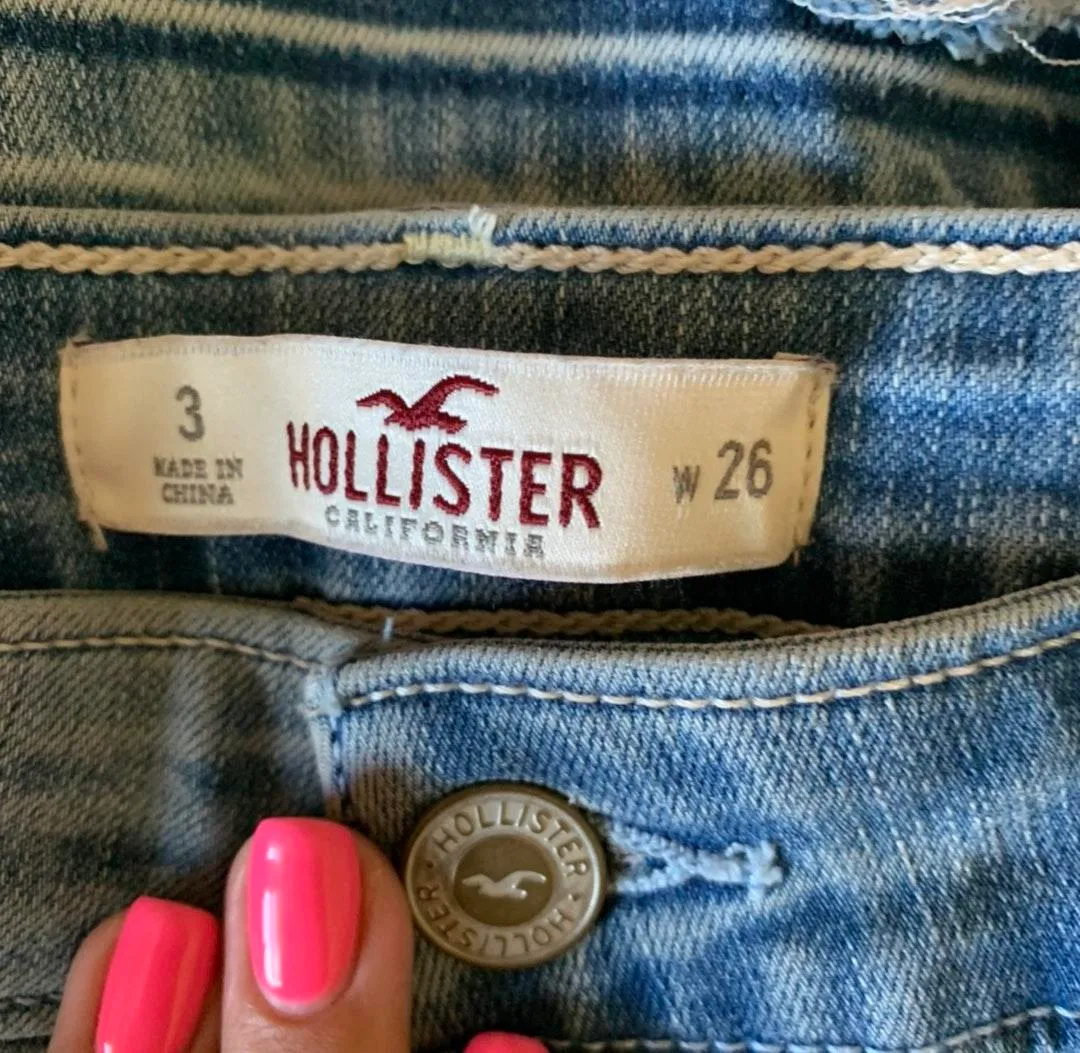 3
MADE IN
CHINA
HOLLISTER
CALIFORNIA
W 26
HOLLISTER · HOLLISTER ·